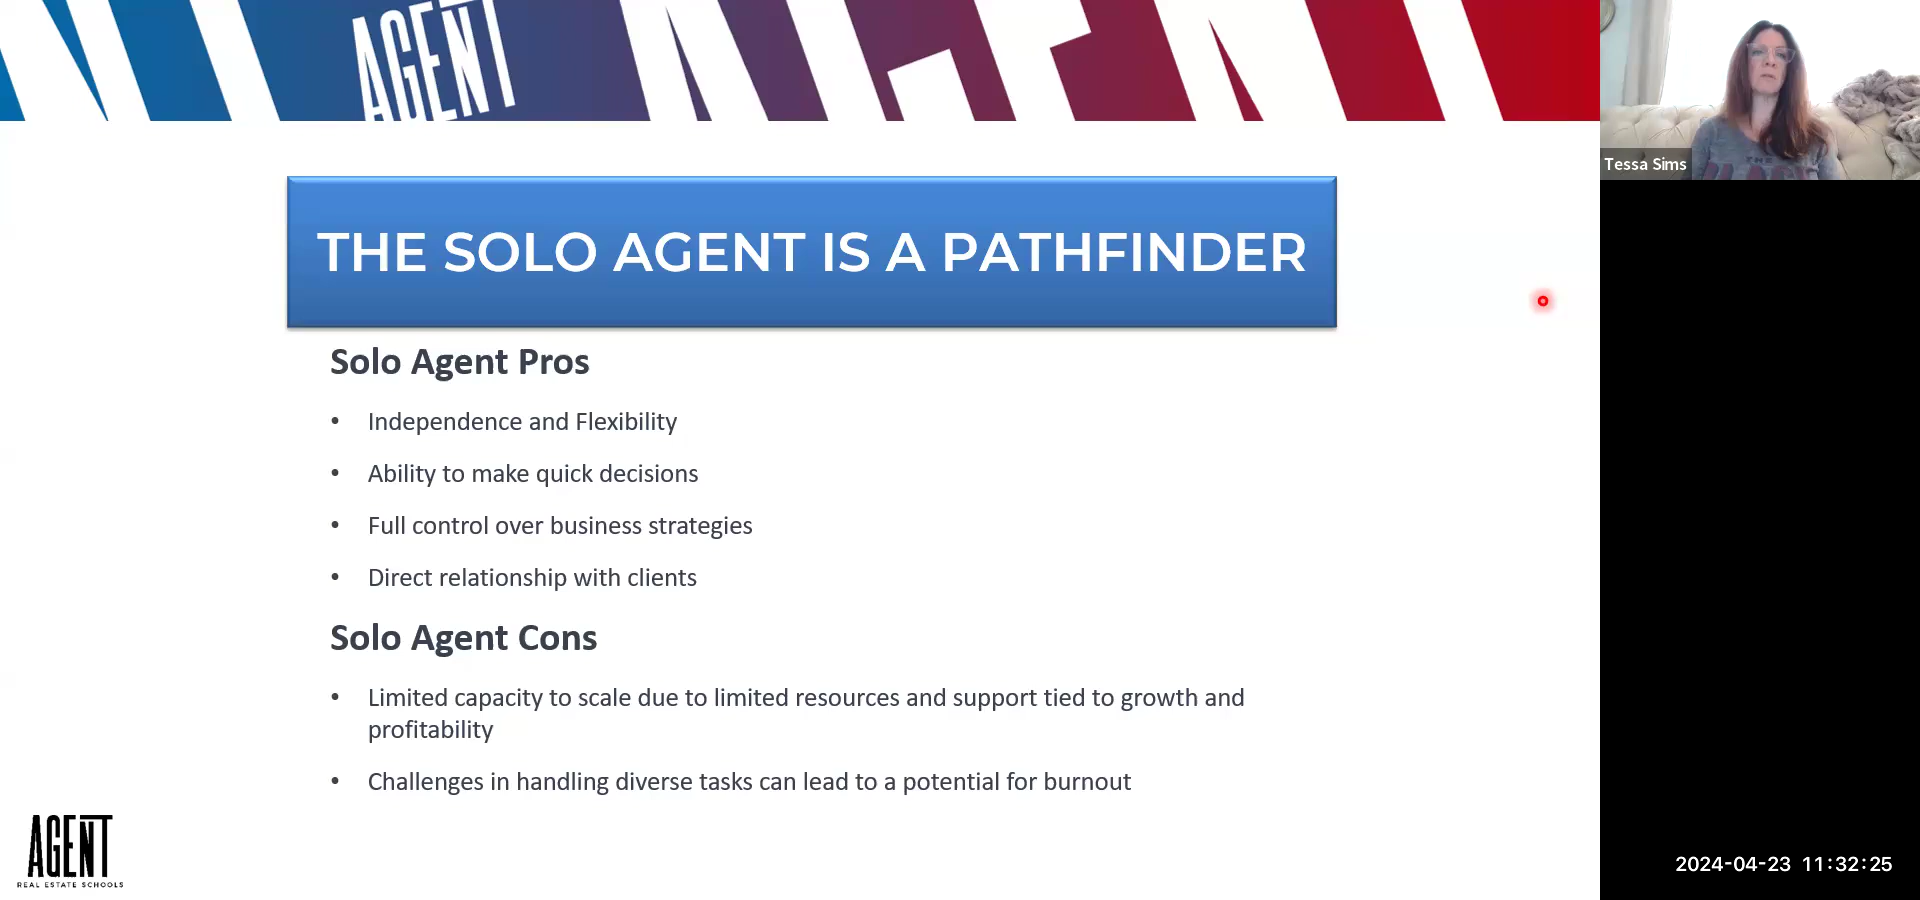 AGENT
Tessa Sims
THE SOLO AGENT IS A PATHFINDER
Solo Agent Pros
• Independence and Flexibility
• Ability to make quick decisions
• Full control over business strategies
• Direct relationship with clients
Solo Agent Cons
• Limited capacity to scale due to limited resources and support tied to growth and
profitability
• Challenges in handling diverse tasks can lead to a potential for burnout
AGENT
REAL ESTATE SCHOOLS
2024-04-23 11:32:25